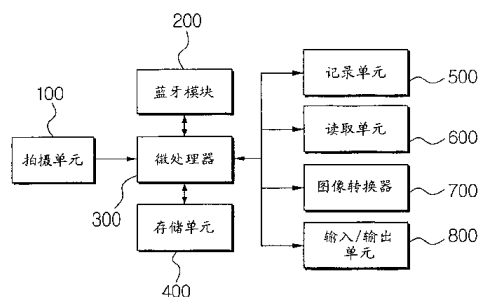 200
蓝牙模块
100
拍摄单元
微处理器
300
存储单元
400
记录单元
500
读取单元
600
图像转换器
700
输入/输出
单元
800